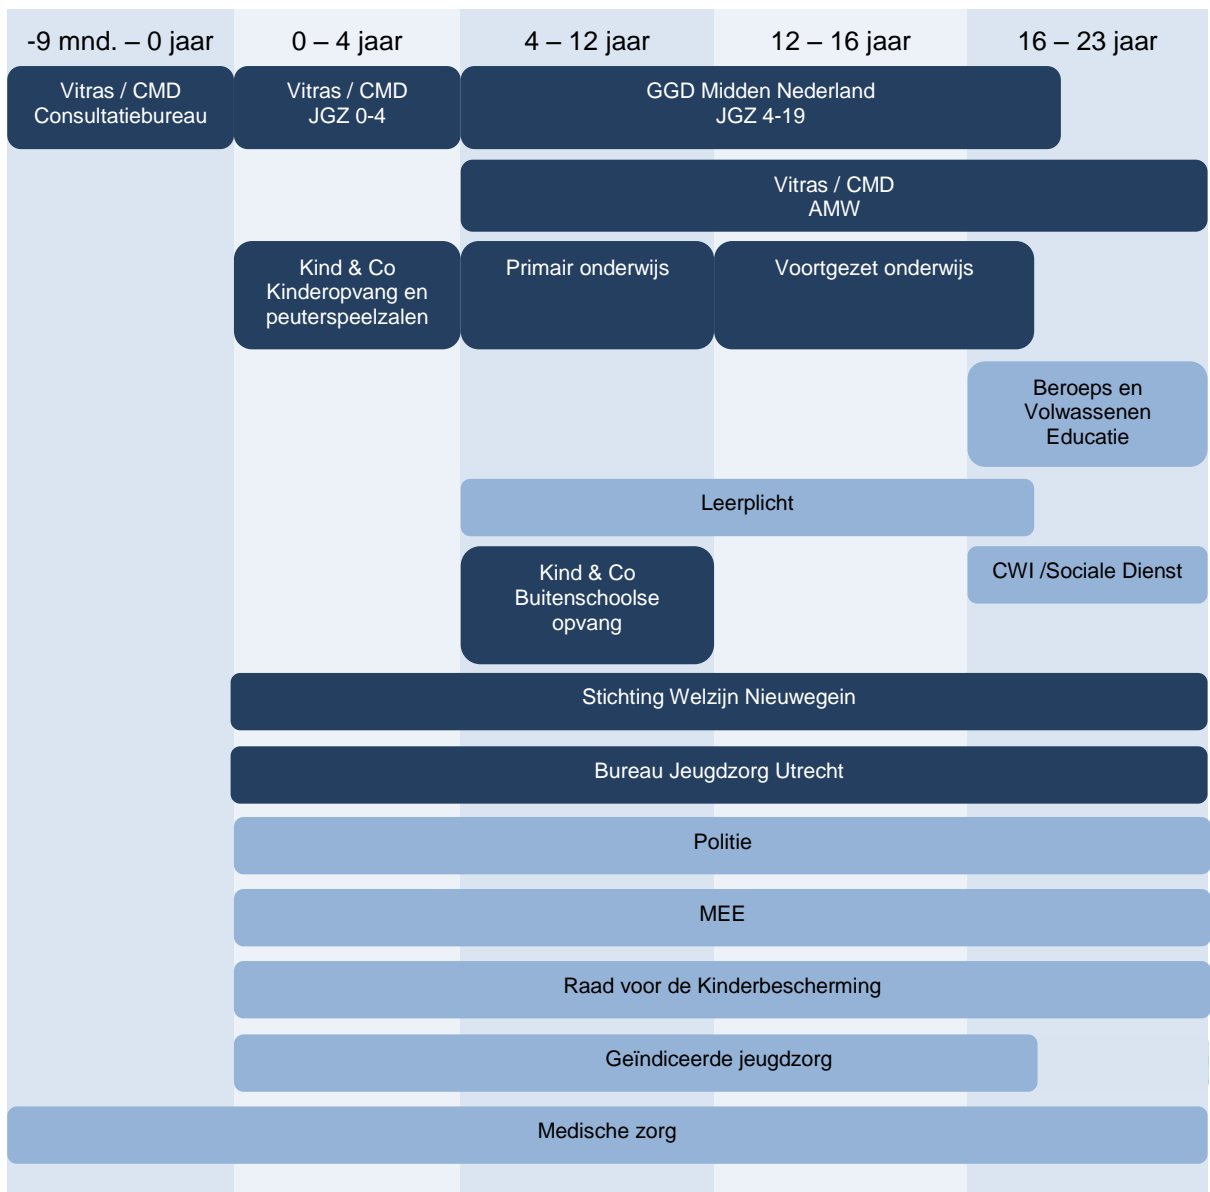 -9 mnd. – 0 jaar
0 – 4 jaar
4 – 12 jaar
12 – 16 jaar
16 – 23 jaar
Vitras / CMD
Consultatiebureau
Vitras / CMD
JGZ 0-4
GGD Midden Nederland
JGZ 4-19
Vitras / CMD
AMW
Kind & Co
Kinderopvang en
peuterspeelzalen
Primair onderwijs
Voortgezet onderwijs
Beroeps en
Volwassenen
Educatie
Leerplicht
Kind & Co
Buitenschoolse
opvang
CWI /Sociale Dienst
Stichting Welzijn Nieuwegein
Bureau Jeugdzorg Utrecht
Politie
MEE
Raad voor de Kinderbescherming
Geïndiceerde jeugdzorg
Medische zorg